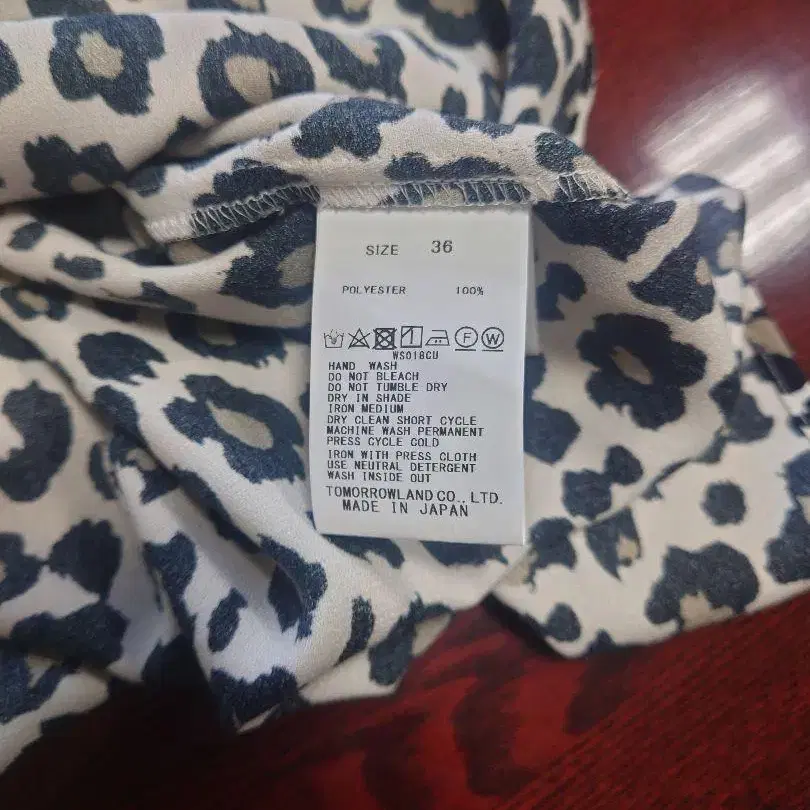 SIZE 36
POLYESTER 100%
F W
WS018CU
HAND WASH
DO NOT BLEACH
DO NOT TUMBLE DRY
DRY IN SHADE
IRON MEDIUM
DRY CLEAN SHORT CYCLE
MACHINE WASH PERMANENT
PRESS CYCLE COLD
IRON WITH PRESS CLOTH
USE NEUTRAL DETERGENT
WASH INSIDE OUT
TOMORROWLAND CO., LTD.
MADE IN JAPAN